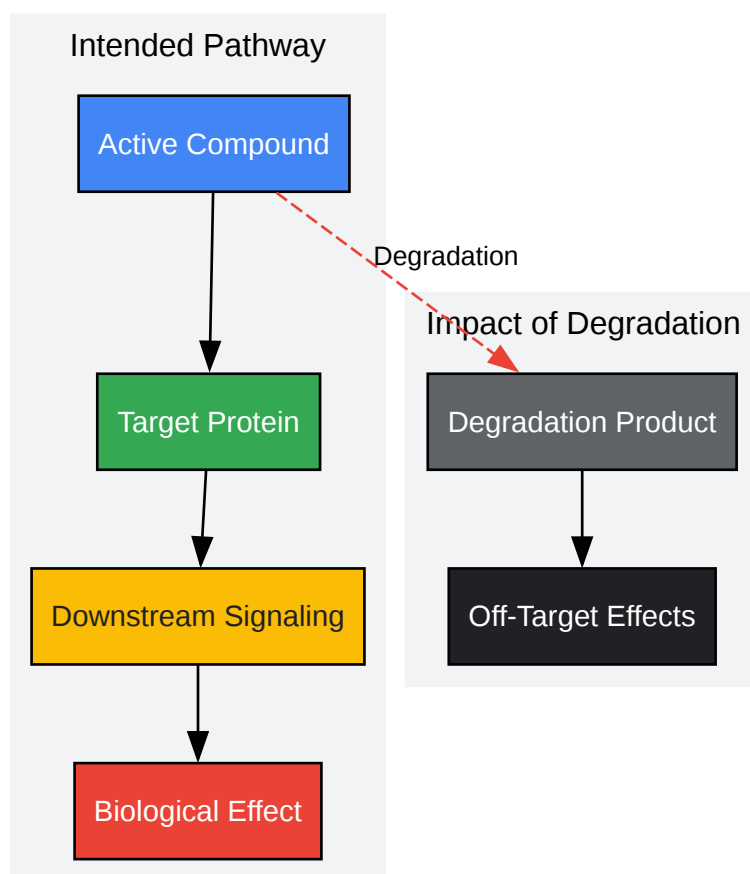 Intended Pathway
Active Compound
Degradation
Impact of Degradation
Target Protein
Degradation Product
Downstream Signaling
Off-Target Effects
Biological Effect